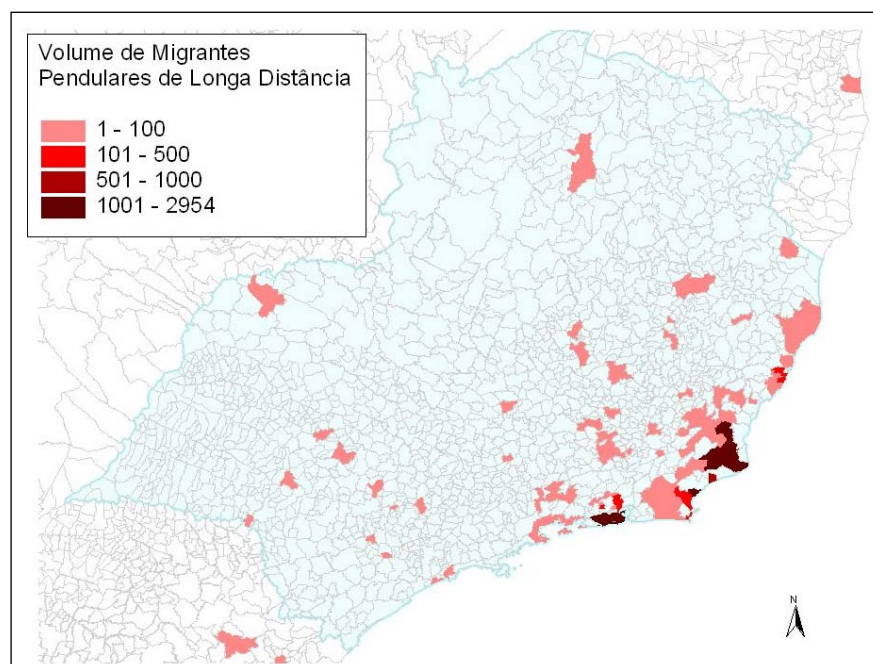 Volume de Migrantes
Pendulares de Longa Distância
1 - 100
101 - 500
501 - 1000
1001 - 2954
N